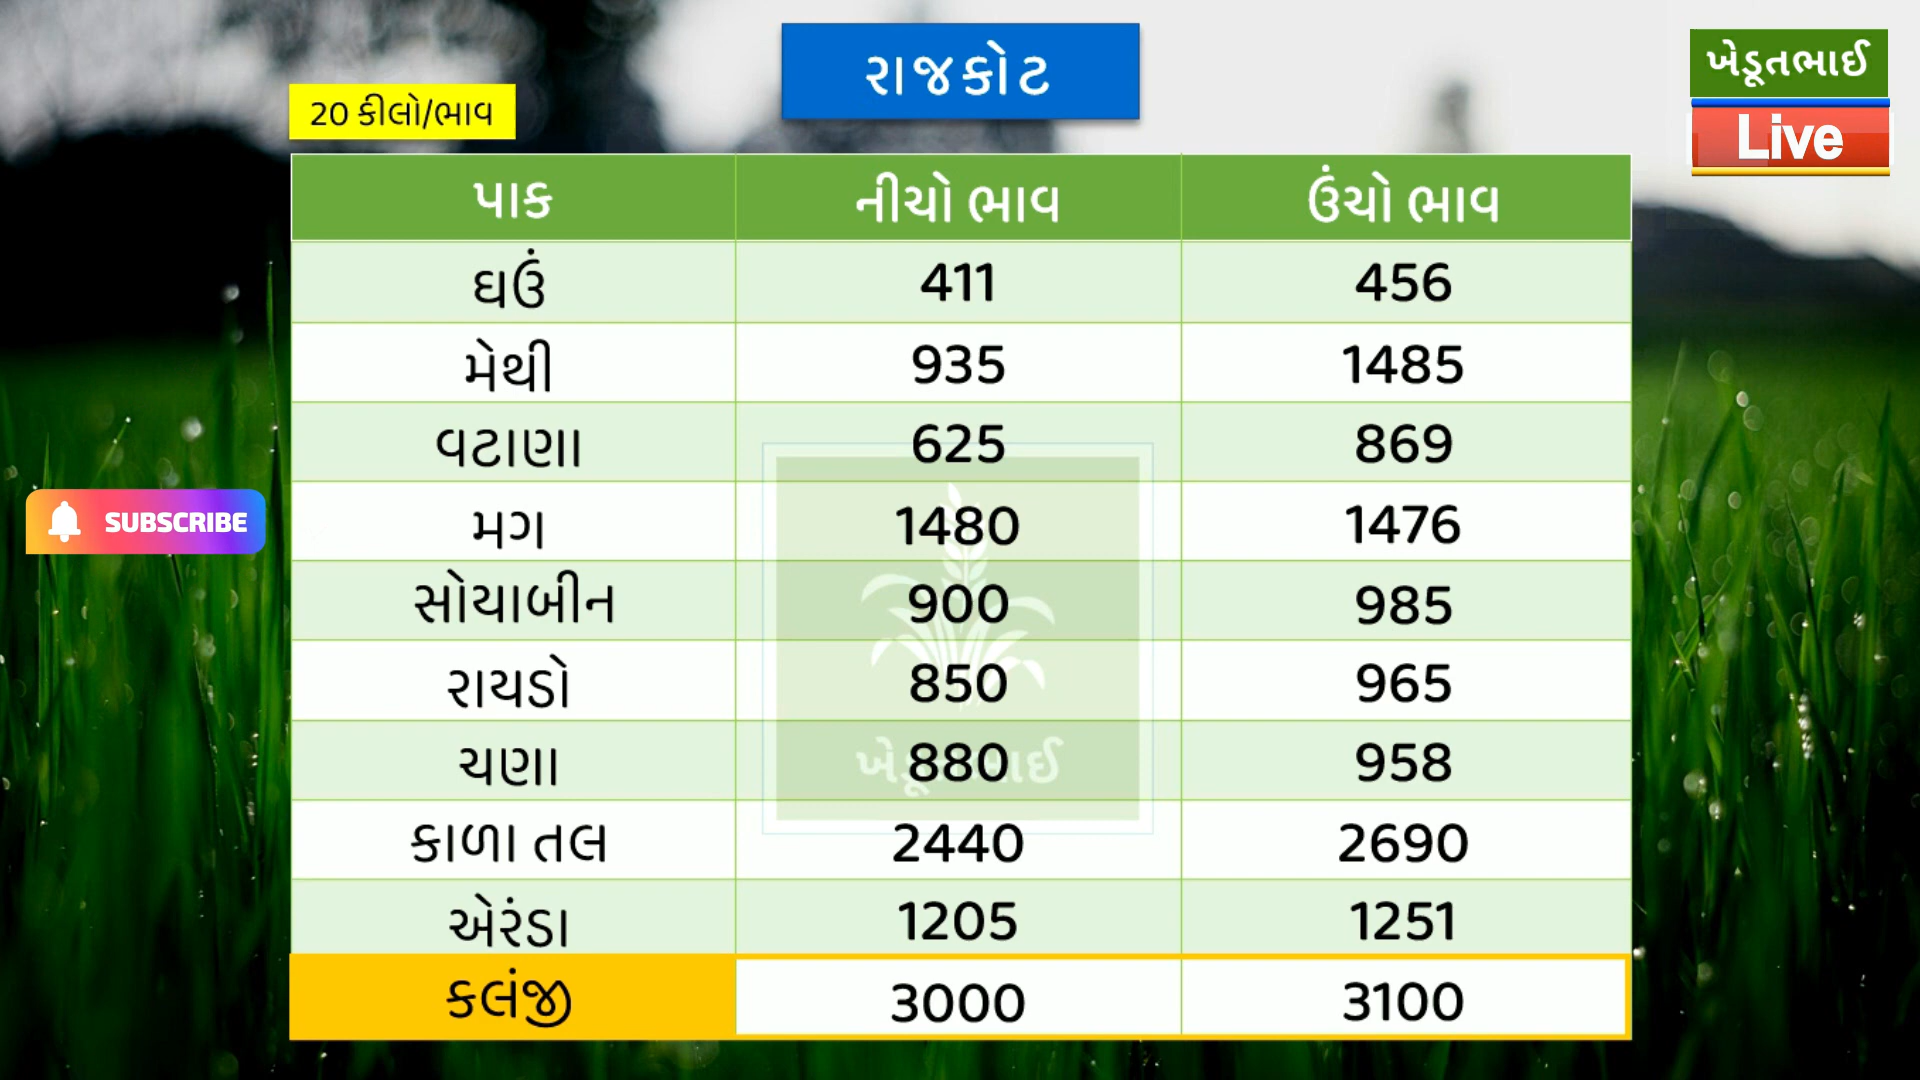 રાજકોટ
ખેડૂતભાઈ
Live
20 કીલો/ભાવ
પાક નીચો ભાવ ઉંચો ભાવ
ઘઉં 411 456
મેથી 935 1485
વટાણા 625 869
મગ 1480 1476
SUBSCRIBE
સોયાબીન 900 985
રાયડો 850 965
ચણા 880 958
ખેડૂતભાઈ
કાળા તલ 2440 2690
એરંડા 1205 1251
કલંજી 3000 3100